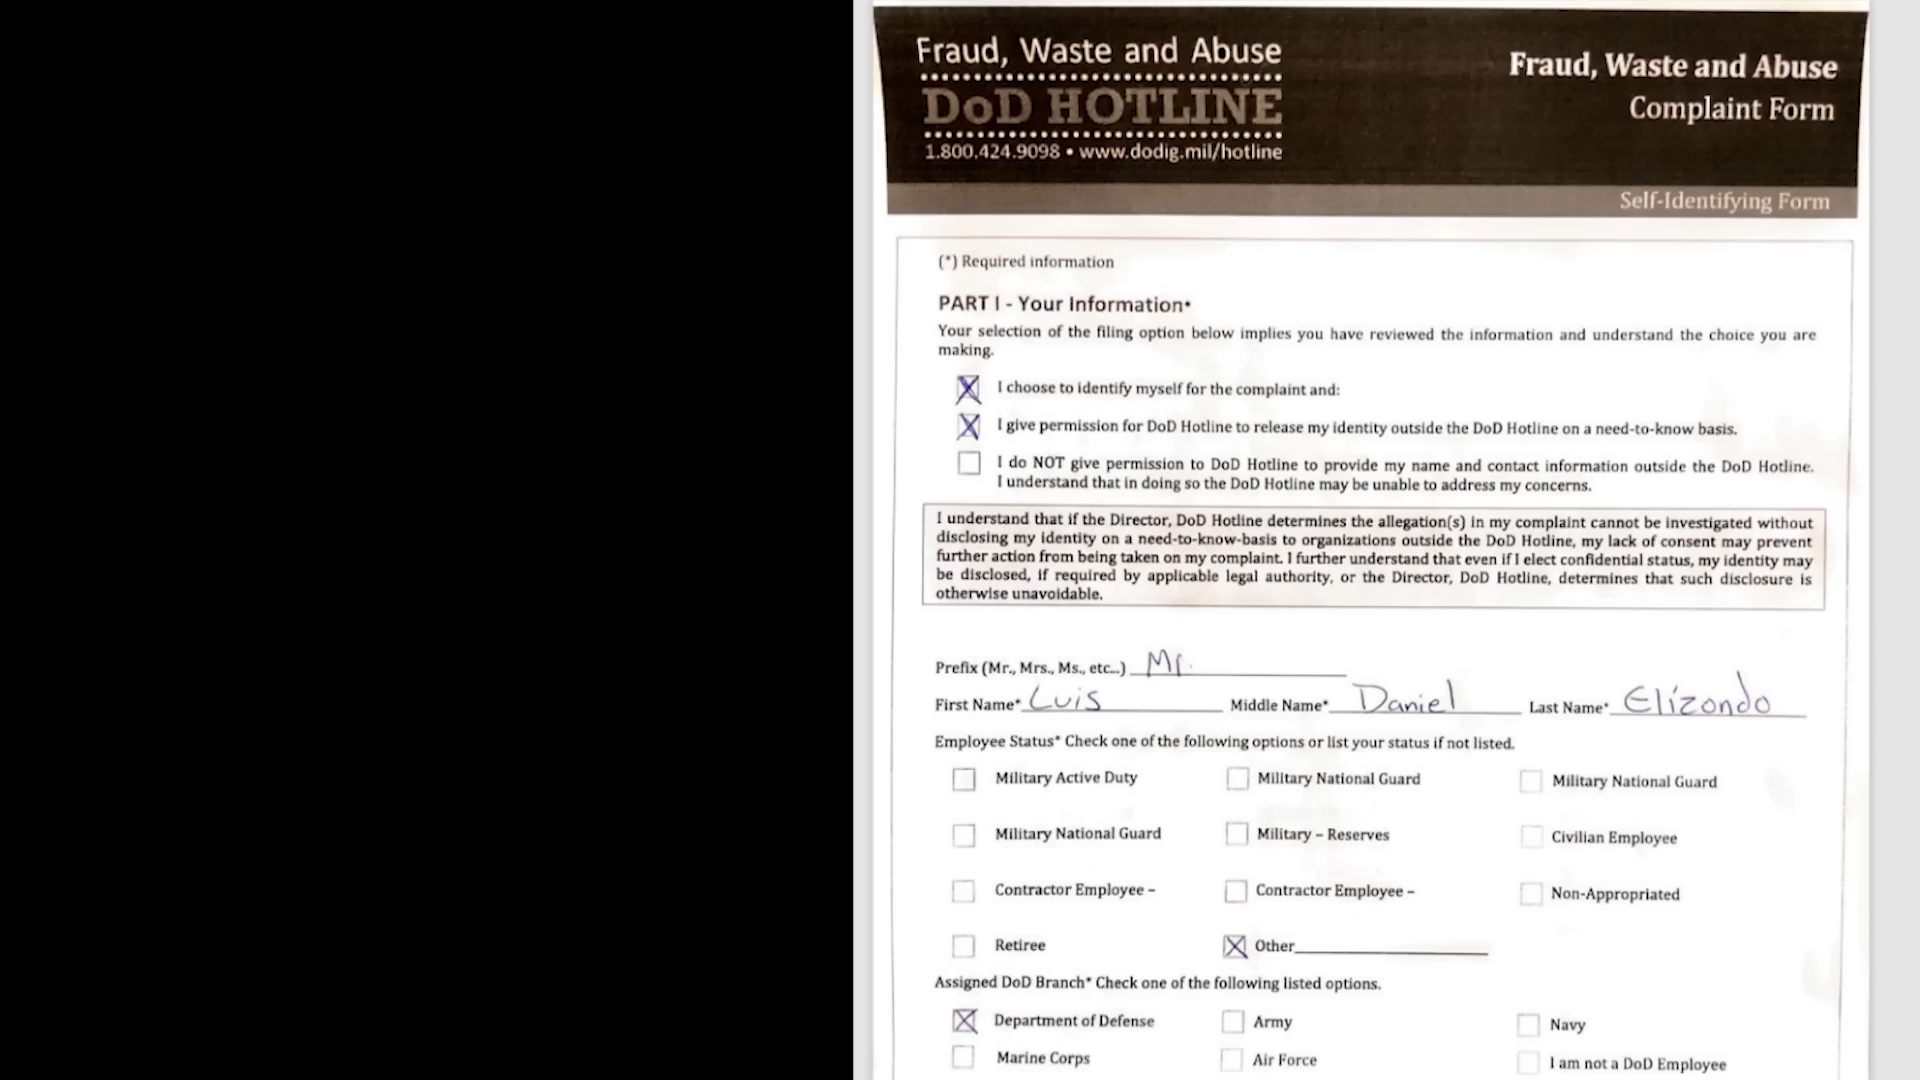 Fraud, Waste and Abuse
DoD HOTLINE
1.800.424.9098 • www.dodig.mil/hotline
Fraud, Waste and Abuse
Complaint Form
Self-Identifying Form
(*) Required information
PART I - Your Information*
Your selection of the filing option below implies you have reviewed the information and understand the choice you are
making.
I choose to identify myself for the complaint and:
I give permission for DoD Hotline to release my identity outside the DoD Hotline on a need-to-know basis.
I do NOT give permission to DoD Hotline to provide my name and contact information outside the DoD Hotline.
I understand that in doing so the DoD Hotline may be unable to address my concerns.
I understand that if the Director, DoD Hotline determines the allegation(s) in my complaint cannot be investigated without
disclosing my identity on a need-to-know-basis to organizations outside the DoD Hotline, my lack of consent may prevent
further action from being taken on my complaint. I further understand that even if I elect confidential status, my identity may
be disclosed, if required by applicable legal authority, or the Director, DoD Hotline, determines that such disclosure is
otherwise unavoidable.
Prefix (Mr., Mrs., Ms., etc...) Mr.
First Name* Luis Middle Name* Daniel Last Name* Elizondo
Employee Status* Check one of the following options or list your status if not listed.
Military Active Duty Military National Guard Military National Guard
Military National Guard Military – Reserves Civilian Employee
Contractor Employee – Contractor Employee – Non-Appropriated
Retiree Other
Assigned DoD Branch* Check one of the following listed options.
Department of Defense Army Navy
Marine Corps Air Force I am not a DoD Employee